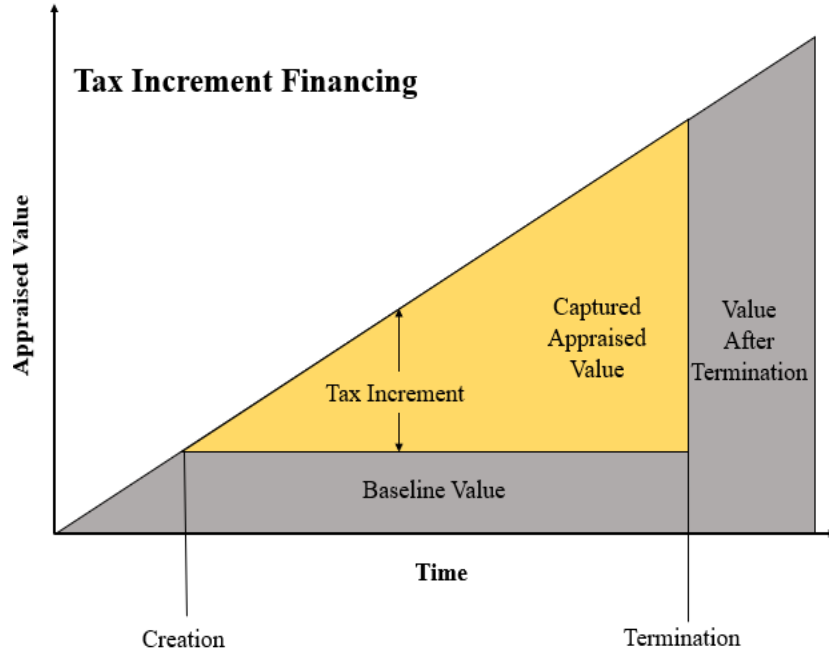 Tax Increment Financing
Appraised Value
Captured
Appraised
Value
Value
After
Termination
Tax Increment
Baseline Value
Time
Creation
Termination